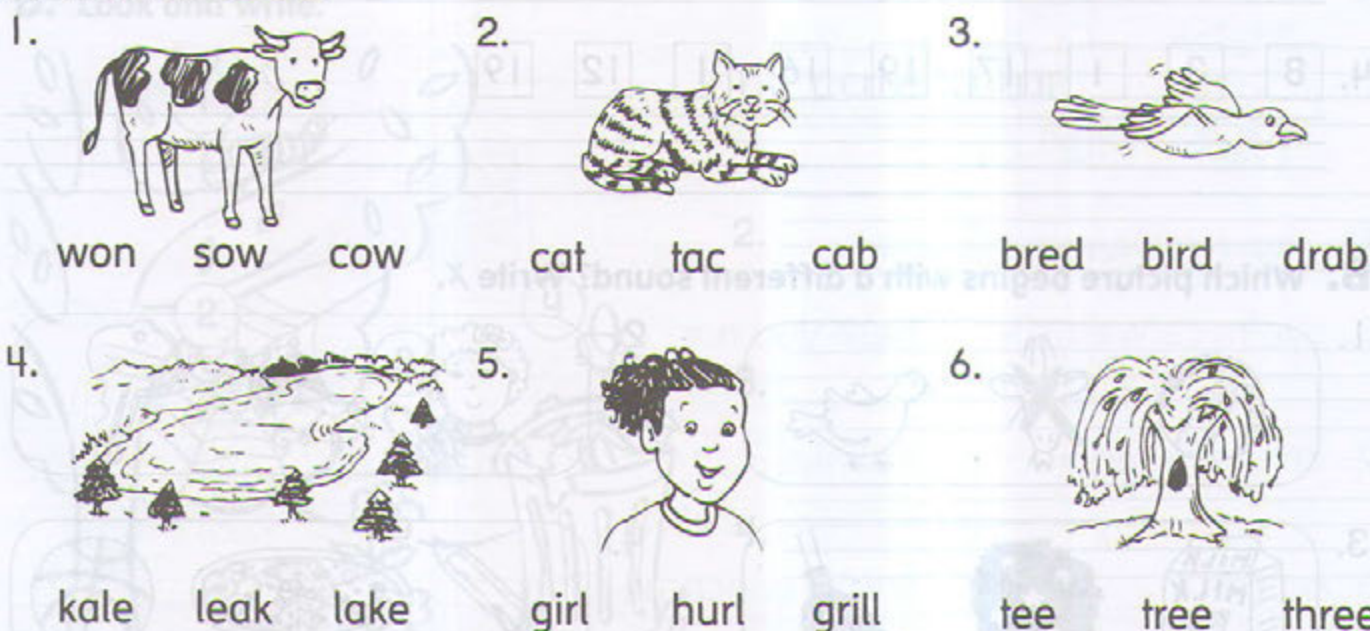 1. 2. 3.
won sow cow cat tac cab bred bird drab
4. 5. 6.
kale leak lake girl hurl grill tee tree three